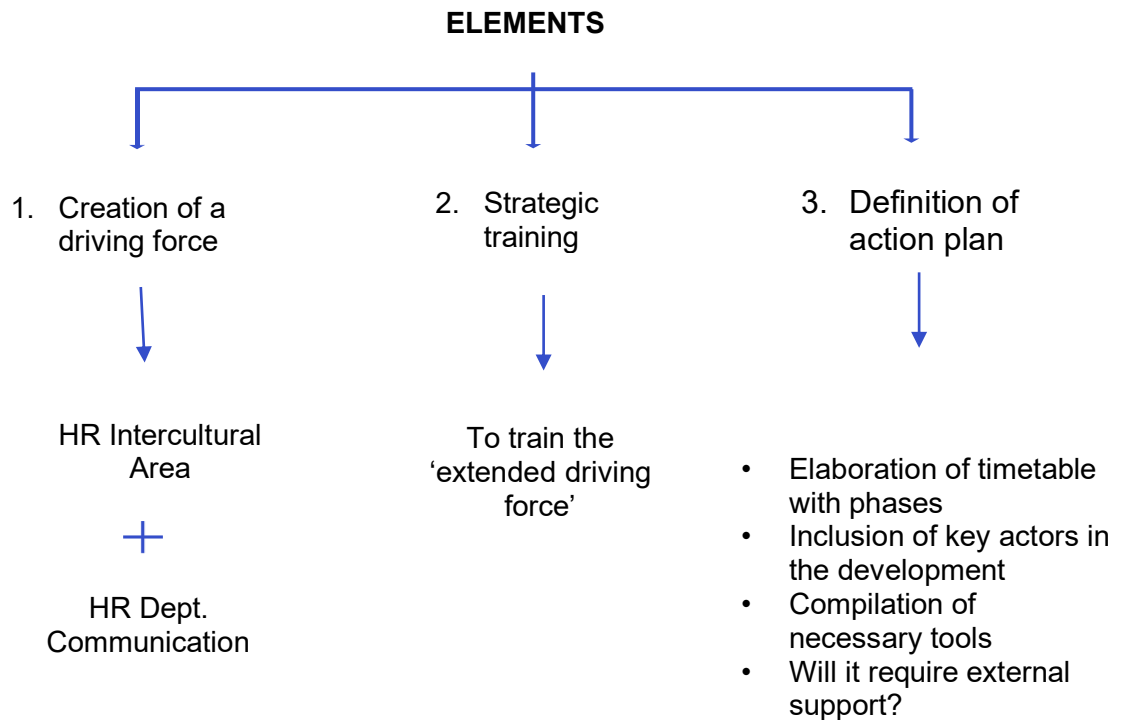 ELEMENTS
1. Creation of a
driving force
2. Strategic
training
3. Definition of
action plan
HR Intercultural
Area
+
HR Dept.
Communication
To train the
‘extended driving
force’
• Elaboration of timetable
with phases
• Inclusion of key actors in
the development
• Compilation of
necessary tools
• Will it require external
support?